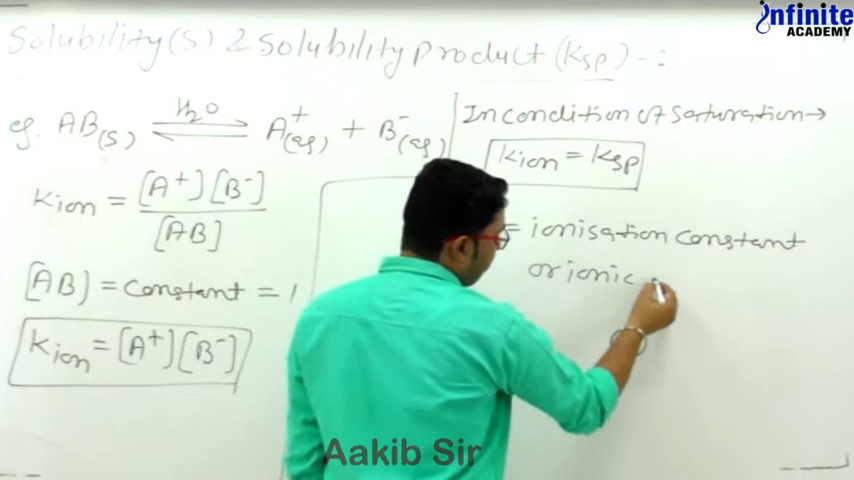 Infinite
ACADEMY
Solubility(S) & Solubility Product (Ksp) -:
eg. AB(s) ⇌ A⁺(aq) + B⁻(aq)
H₂O
Kion = [A⁺][B⁻] / [AB]
[AB] = constant = 1
Kion = [A⁺][B⁻]
In condition of saturation →
Kion = Ksp
= ionisation constant
or ionic
Aakib Sir